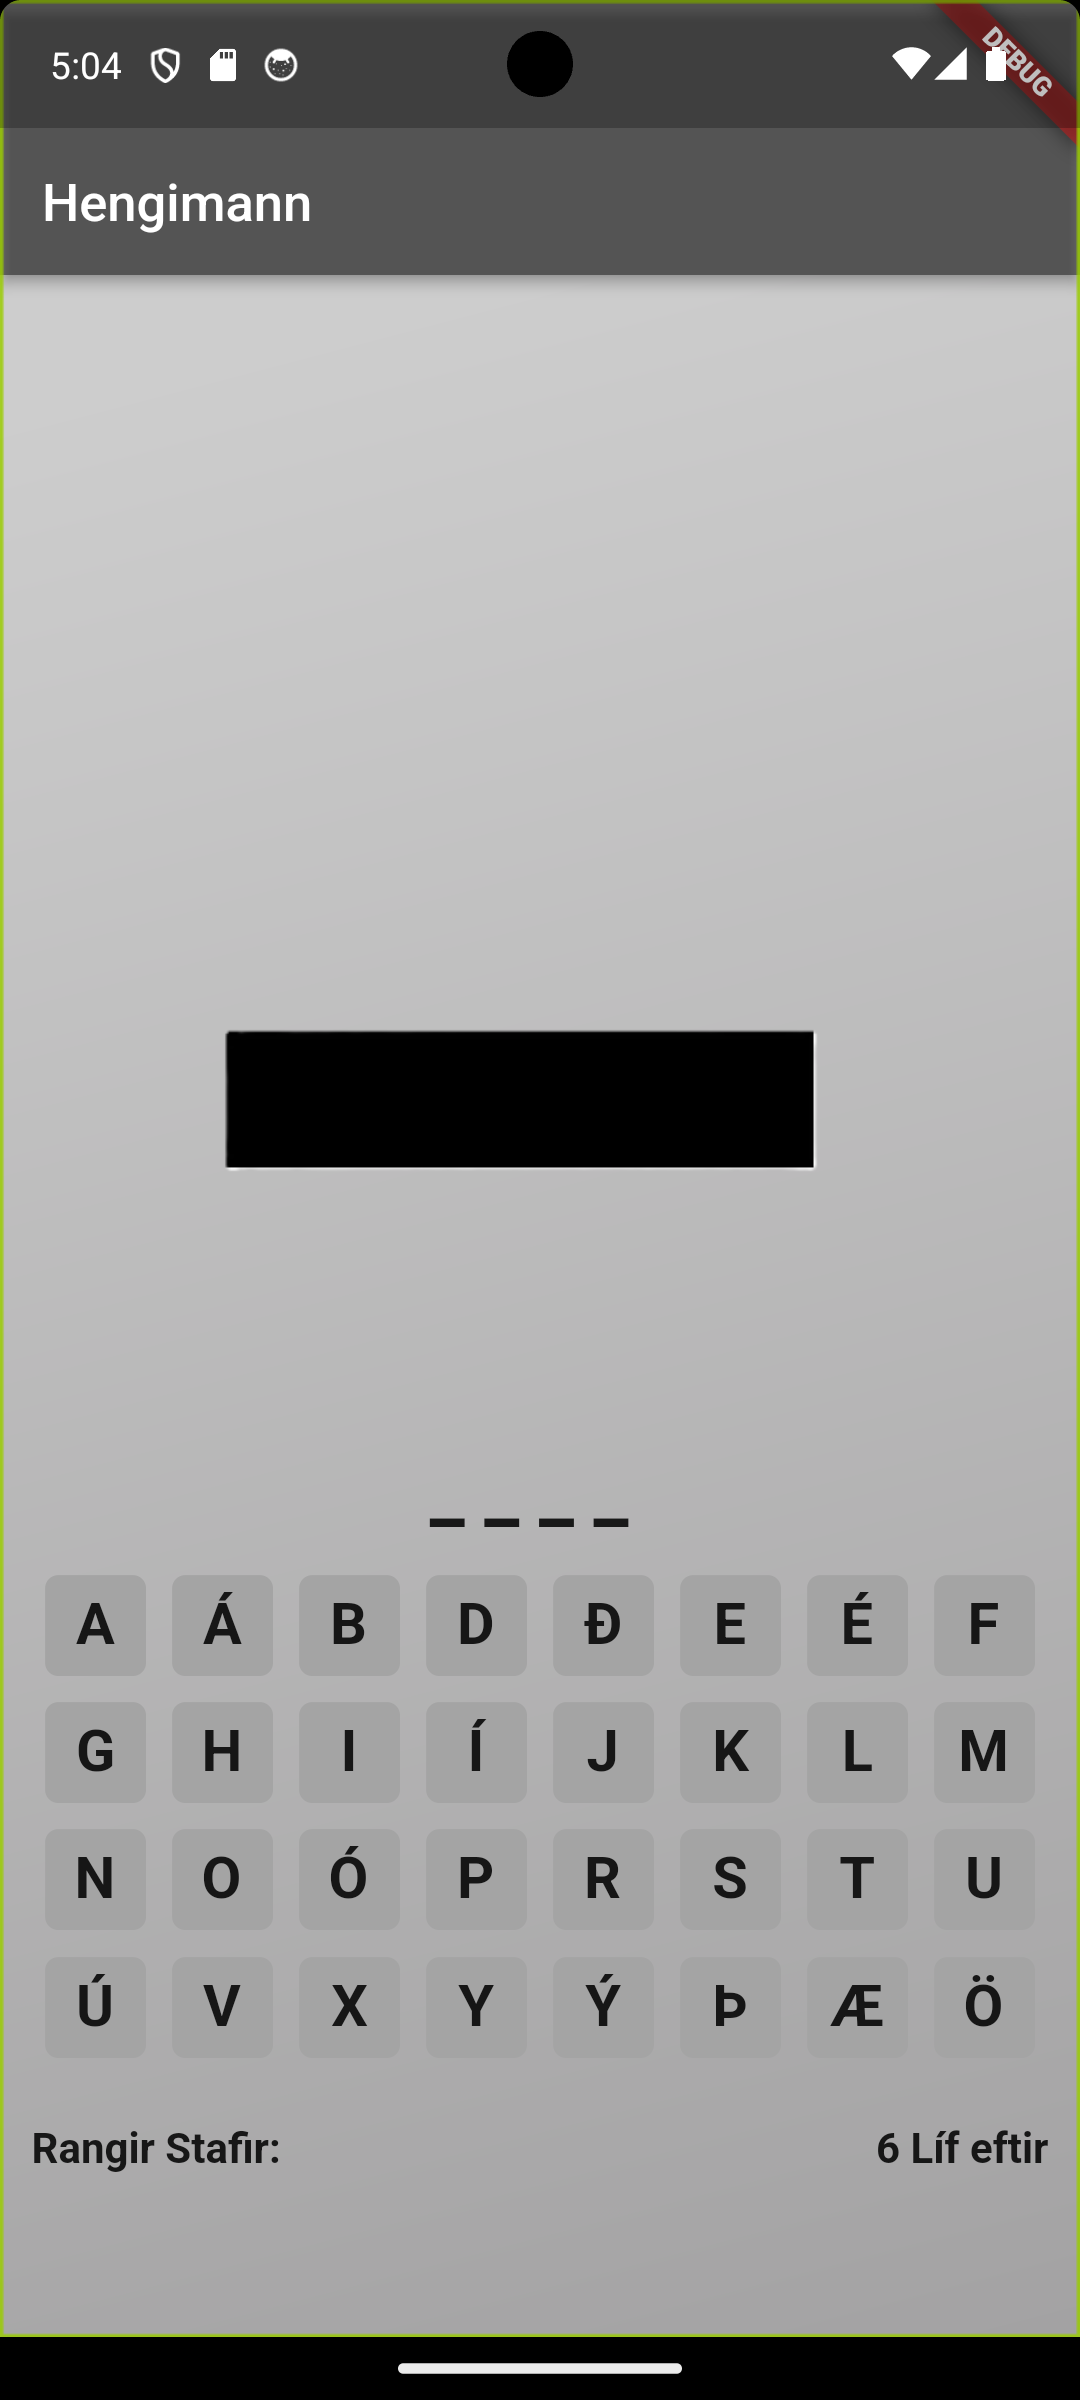 5:04
DEBUG
Hengimann
_ _ _ _
A Á B D Ð E É F
G H I Í J K L M
N O Ó P R S T U
Ú V X Y Ý Þ Æ Ö
Rangir Stafir: 6 Líf eftir